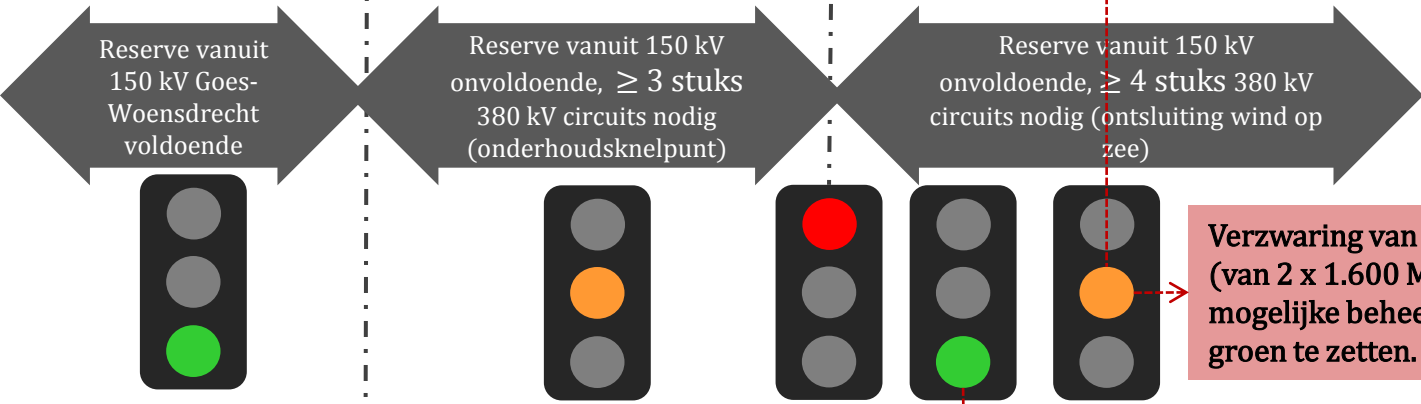 Reserve vanuit
150 kV Goes-
Woensdrecht
voldoende
Reserve vanuit 150 kV
onvoldoende, ≥ 3 stuks
380 kV circuits nodig
(onderhoudsknelpunt)
Reserve vanuit 150 kV
onvoldoende, ≥ 4 stuks 380 kV
circuits nodig (ontsluiting wind op
zee)
Verzwaring van
(van 2 x 1.600 M
mogelijke behee
groen te zetten.